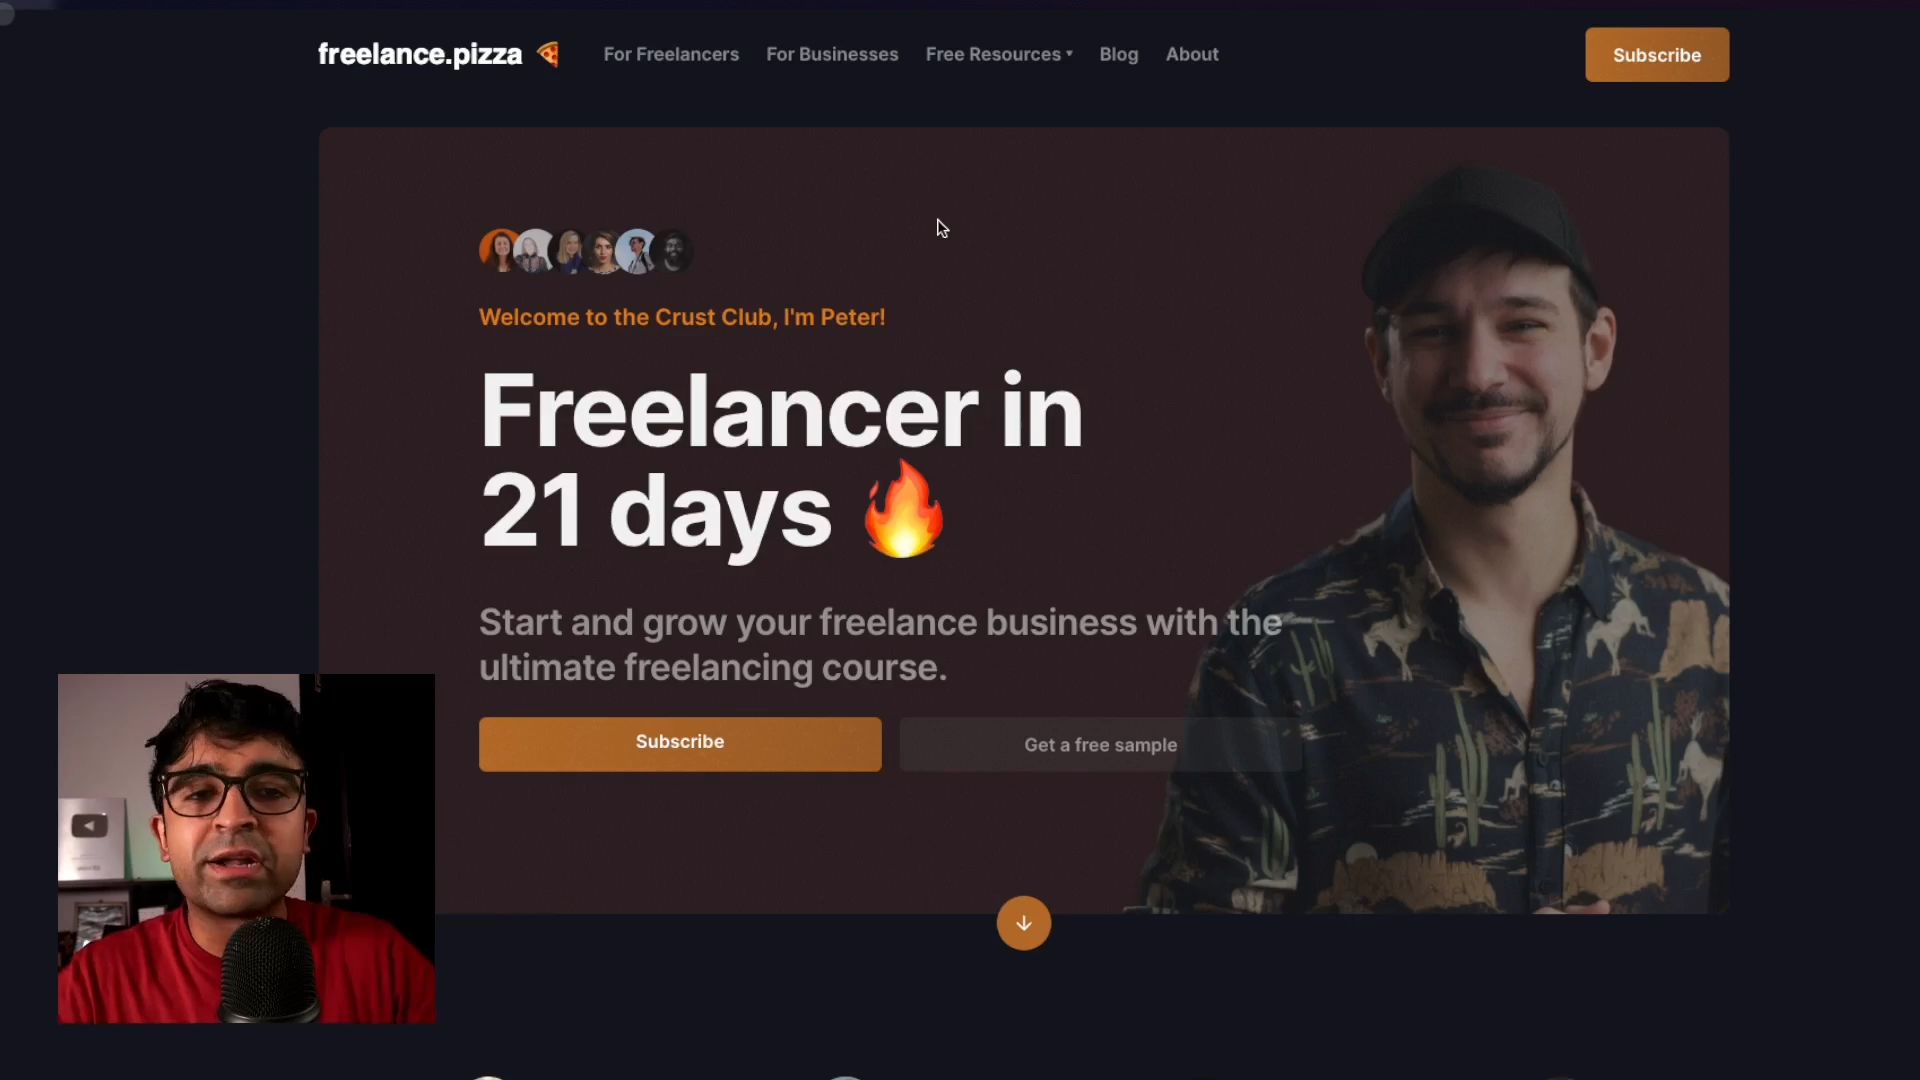 freelance.pizza For Freelancers For Businesses Free Resources Blog About Subscribe
Welcome to the Crust Club, I'm Peter!
Freelancer in
21 days
Start and grow your freelance business with the
ultimate freelancing course.
Subscribe Get a free sample